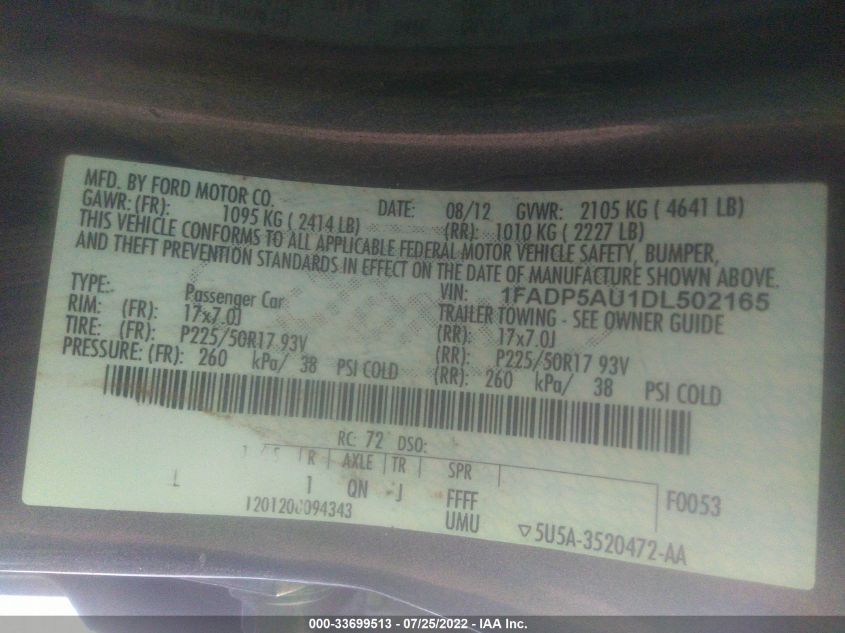 MFD. BY FORD MOTOR CO.
DATE: 08/12 GVWR: 2105 KG ( 4641 LB)
GAWR: (FR): 1095 KG ( 2414 LB) (RR): 1010 KG ( 2227 LB)
THIS VEHICLE CONFORMS TO ALL APPLICABLE FEDERAL MOTOR VEHICLE SAFETY, BUMPER,
AND THEFT PREVENTION STANDARDS IN EFFECT ON THE DATE OF MANUFACTURE SHOWN ABOVE.
VIN: 1FADP5AU1DL502165
TYPE: Passenger Car TRAILER TOWING - SEE OWNER GUIDE
RIM: (FR): 17x7.0J (RR): 17x7.0J
TIRE: (FR): P225/50R17 93V (RR): P225/50R17 93V
PRESSURE: (FR): 260 kPa/ 38 PSI COLD (RR): 260 kPa/ 38 PSI COLD
RC: 72 DSO:
R AXLE TR SPR
L 1 QN J FFFF F0053
UMU
▽5U5A-3520472-AA
000-33699513 - 07/25/2022 - IAA Inc.